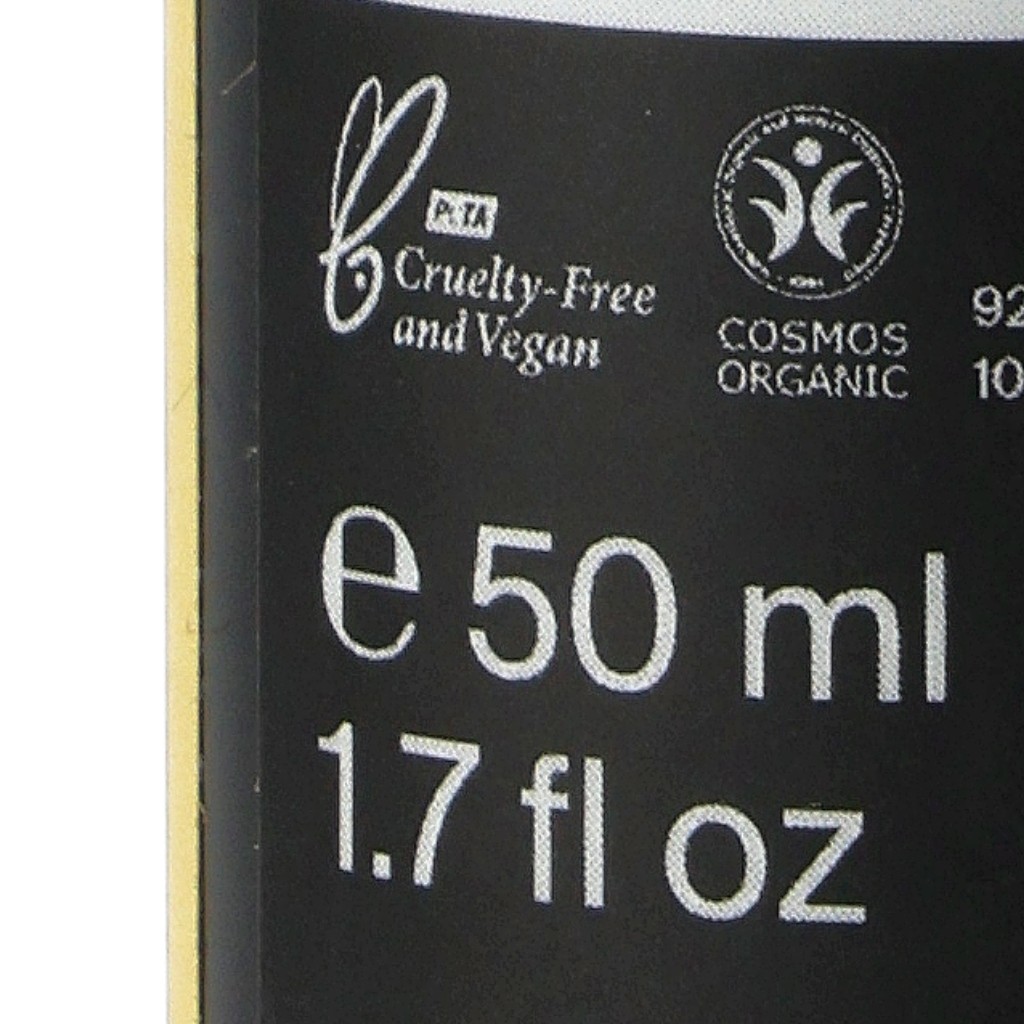 PETA
Cruelty-Free
and Vegan
COSMOS
ORGANIC
92
10
e 50 ml
1.7 fl oz